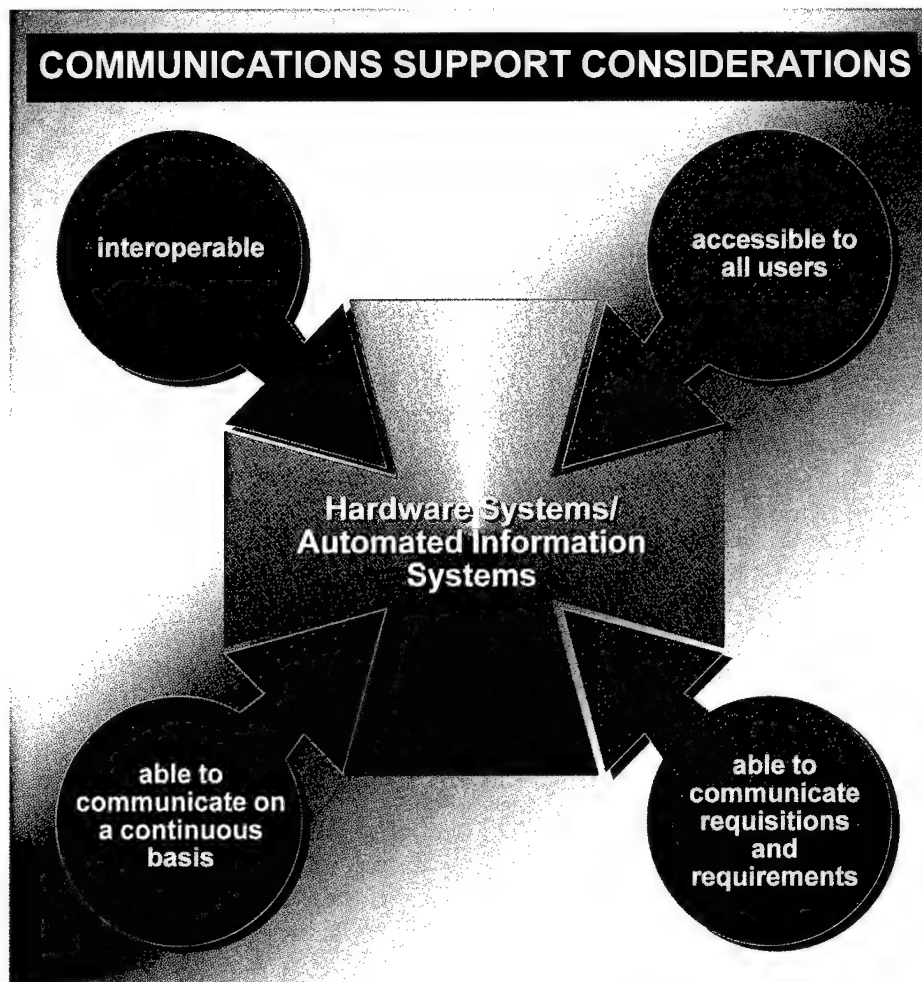 COMMUNICATIONS SUPPORT CONSIDERATIONS
interoperable
accessible to
all users
Hardware Systems/
Automated Information
Systems
able to
communicate on
a continuous
basis
able to
communicate
requisitions
and
requirements